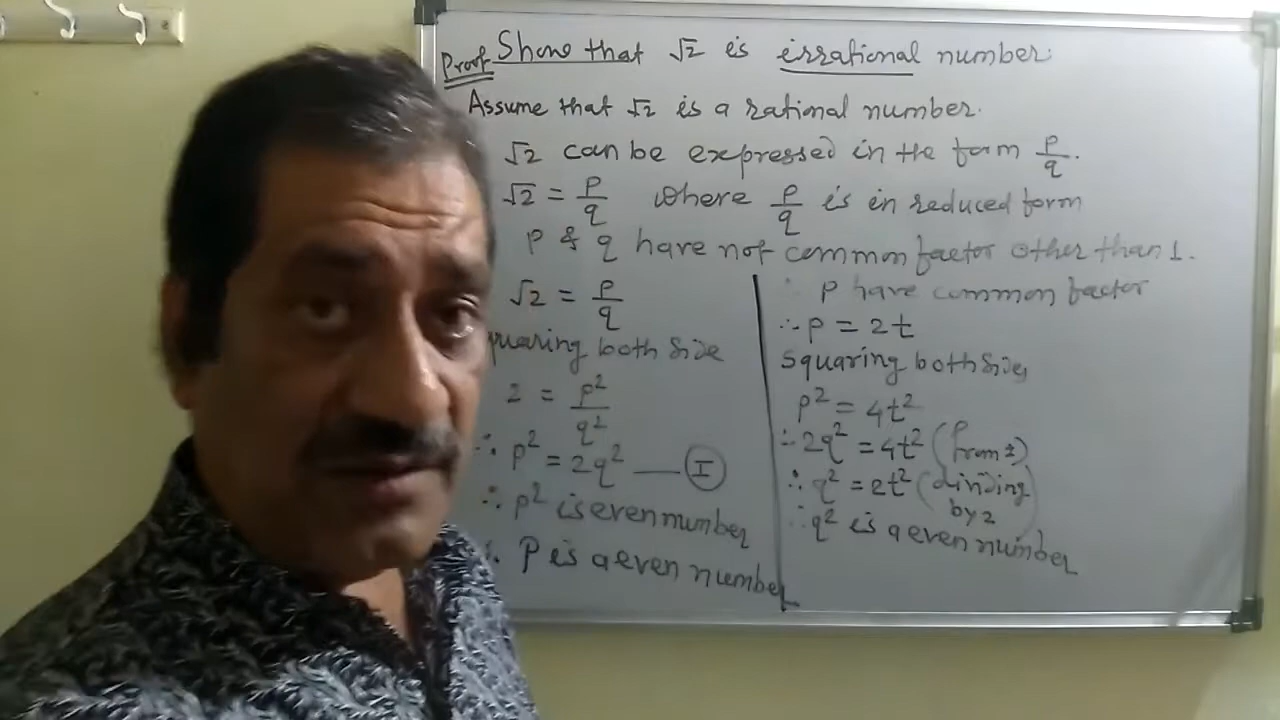 Show that √2 is irrational number.
Proof
Assume that √2 is a rational number.
√2 can be expressed in the form p/q.
√2 = p/q where p/q is in reduced form
p & q have not common factor other than 1.
√2 = p/q
quaring both side
2 = p²/q²
∴ p² = 2q² — I
∴ p² is even number
∴ P is a even number
∴ p have common factor
∴ p = 2t
squaring both side
p² = 4t²
∴ 2q² = 4t² (from I)
∴ q² = 2t² (dividing by 2)
∴ q² is a even number